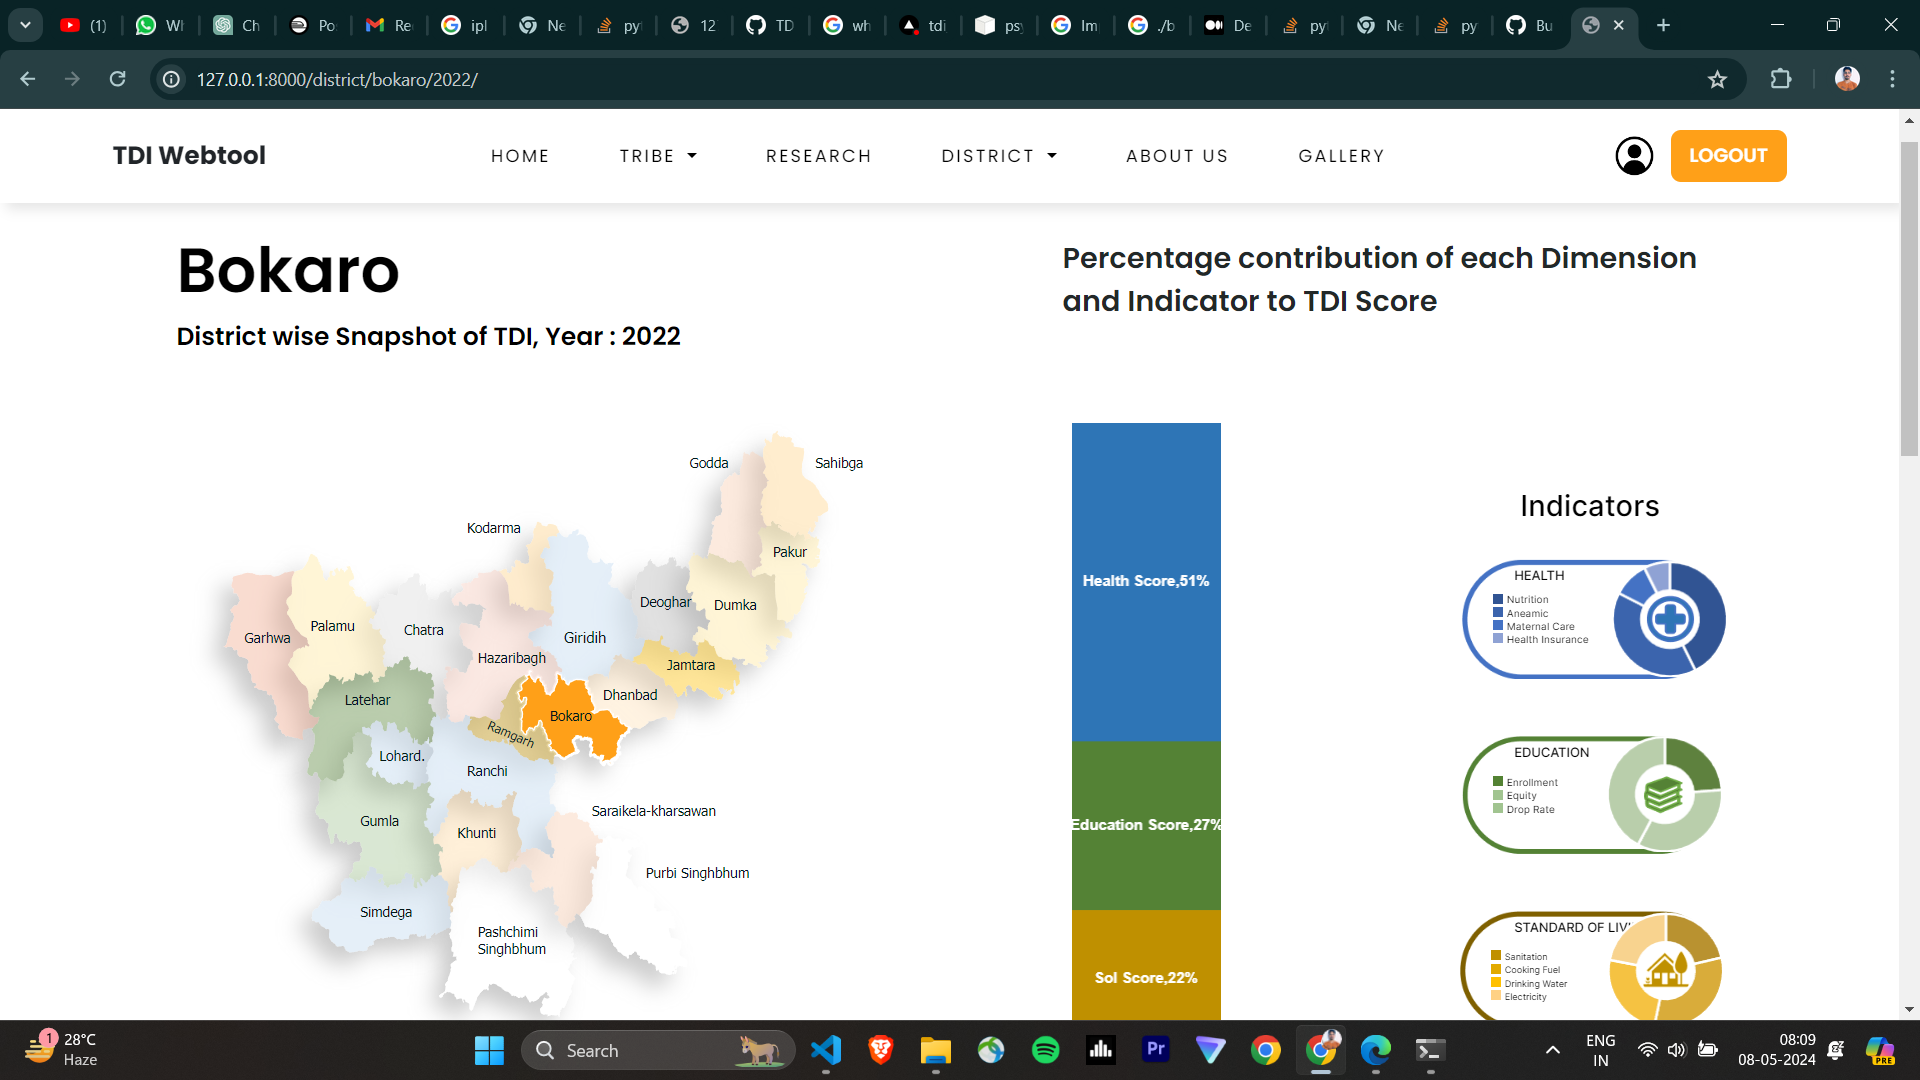 (1)
Wh
Ch
Po
Re
ipl
Ne
py
12
TD
wh
tdi
psy
Im
./b
De
py
Ne
py
Bu
127.0.0.1:8000/district/bokaro/2022/
TDI Webtool
HOME
TRIBE
RESEARCH
DISTRICT
ABOUT US
GALLERY
LOGOUT
Bokaro
District wise Snapshot of TDI, Year : 2022
Percentage contribution of each Dimension
and Indicator to TDI Score
Godda
Sahibga
Kodarma
Pakur
Deoghar
Dumka
Garhwa
Palamu
Chatra
Giridih
Hazaribagh
Jamtara
Latehar
Dhanbad
Bokaro
Ramgarh
Lohard.
Ranchi
Saraikela-kharsawan
Gumla
Khunti
Purbi Singhbhum
Simdega
Pashchimi
Singhbhum
Health Score,51%
Education Score,27%
Sol Score,22%
Indicators
HEALTH
Nutrition
Aneamic
Maternal Care
Health Insurance
EDUCATION
Enrollment
Equity
Drop Rate
STANDARD OF LIV
Sanitation
Cooking Fuel
Drinking Water
Electricity
1
28°C
Haze
Search
Pr
ENG
IN
08:09
08-05-2024
PRE